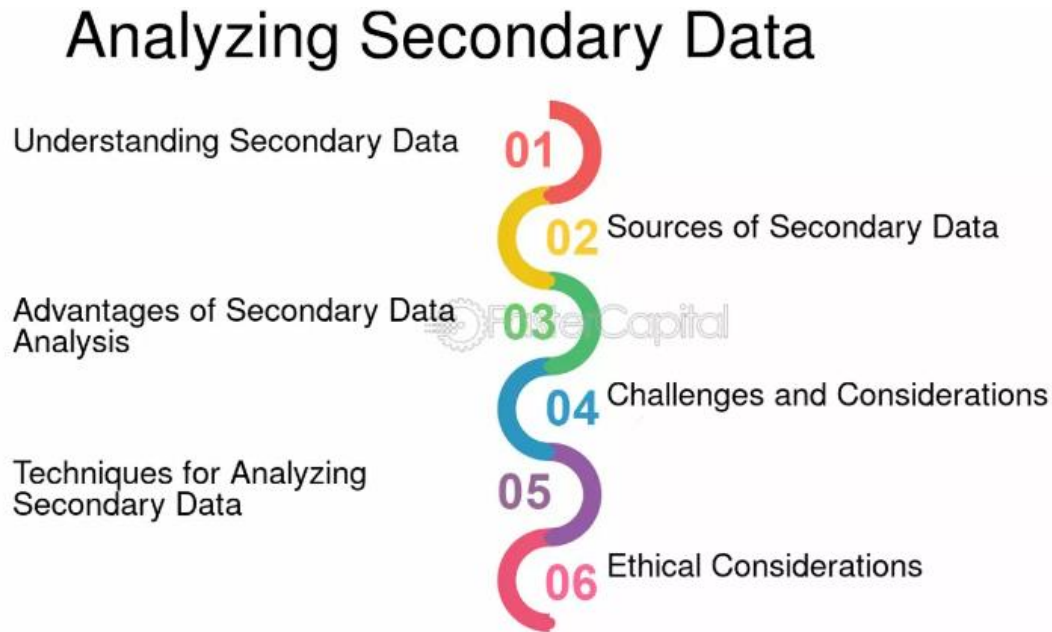 Analyzing Secondary Data
Understanding Secondary Data
01
02
Sources of Secondary Data
Advantages of Secondary Data
Analysis
03
FasterCapital
04
Challenges and Considerations
Techniques for Analyzing
Secondary Data
05
06
Ethical Considerations